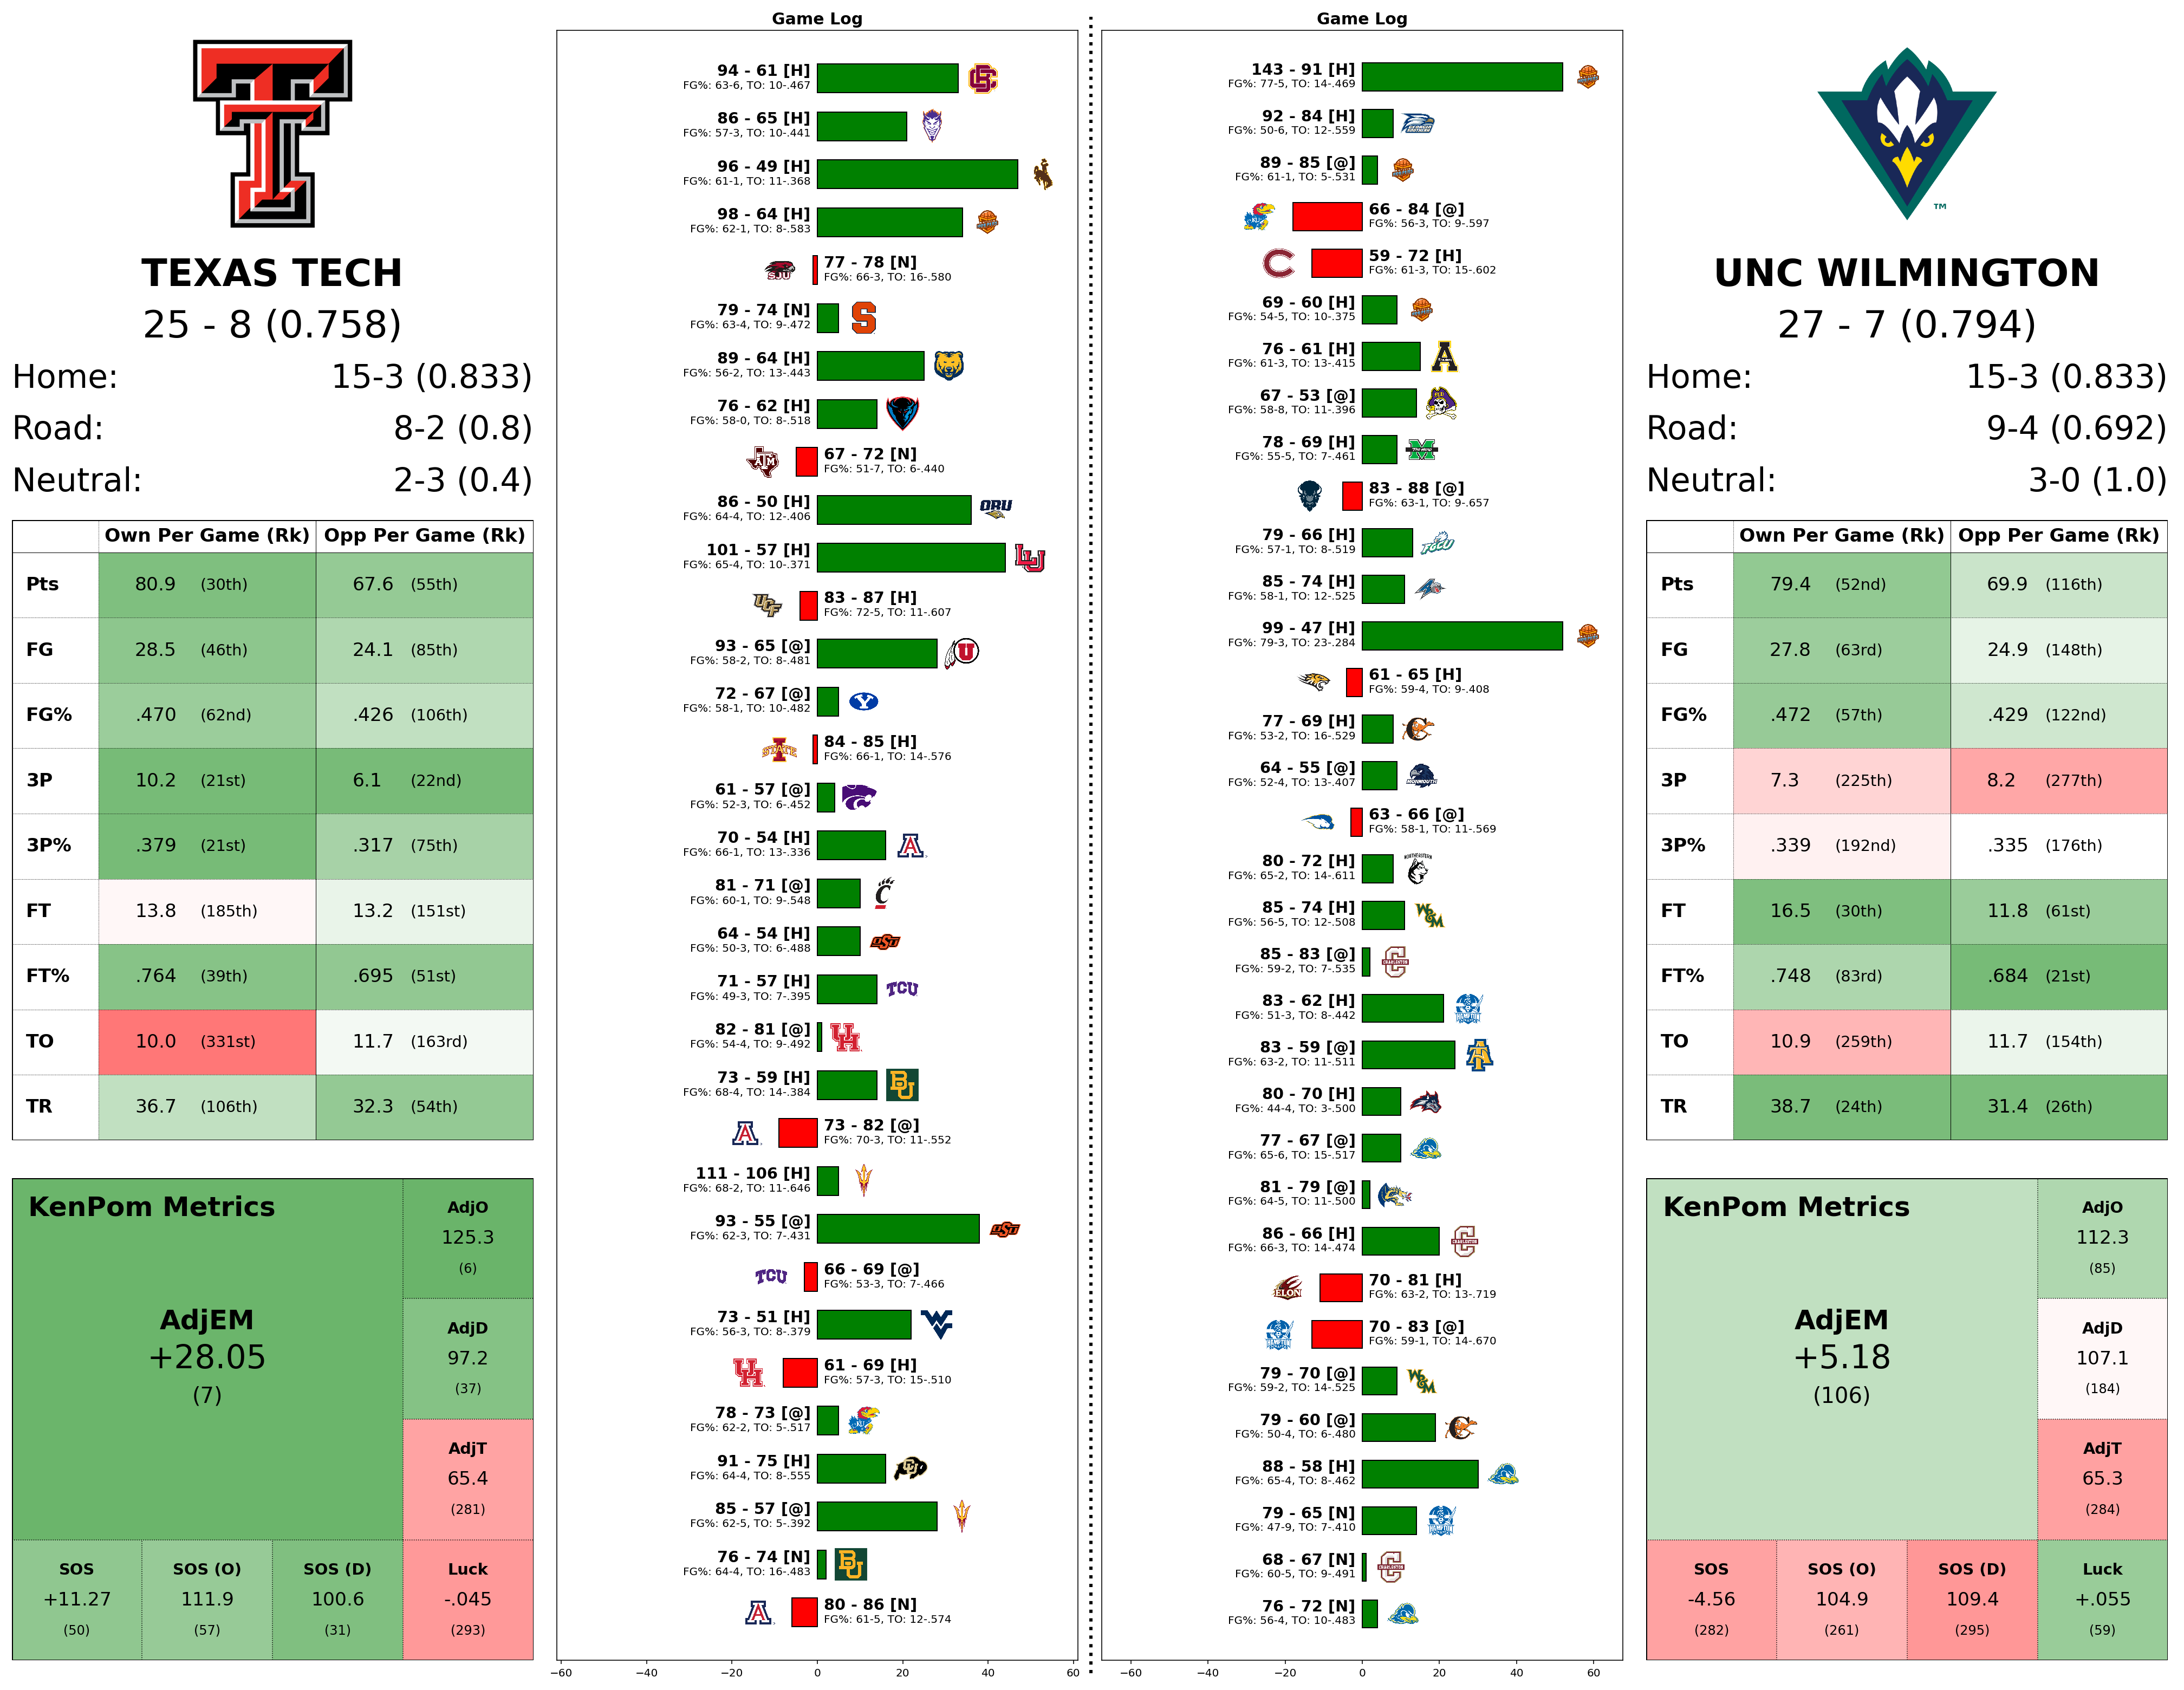 TEXAS TECH
25 - 8 (0.758)
Home: 15-3 (0.833)
Road: 8-2 (0.8)
Neutral: 2-3 (0.4)
Own Per Game (Rk) Opp Per Game (Rk)
Pts 80.9 (30th) 67.6 (55th)
FG 28.5 (46th) 24.1 (85th)
FG% .470 (62nd) .426 (106th)
3P 10.2 (21st) 6.1 (22nd)
3P% .379 (21st) .317 (75th)
FT 13.8 (185th) 13.2 (151st)
FT% .764 (39th) .695 (51st)
TO 10.0 (331st) 11.7 (163rd)
TR 36.7 (106th) 32.3 (54th)
KenPom Metrics
AdjEM
+28.05
(7)
AdjO
125.3
(6)
AdjD
97.2
(37)
AdjT
65.4
(281)
SOS
+11.27
(50)
SOS (O)
111.9
(57)
SOS (D)
100.6
(31)
Luck
-.045
(293)
Game Log
94 - 61 [H]
FG%: 63-6, TO: 10-.467
86 - 65 [H]
FG%: 57-3, TO: 10-.441
96 - 49 [H]
FG%: 61-1, TO: 11-.368
98 - 64 [H]
FG%: 62-1, TO: 8-.583
SJU
77 - 78 [N]
FG%: 66-3, TO: 16-.580
79 - 74 [N]
FG%: 63-4, TO: 9-.472
S
89 - 64 [H]
FG%: 56-2, TO: 13-.443
76 - 62 [H]
FG%: 58-0, TO: 8-.518
ATM
67 - 72 [N]
FG%: 51-7, TO: 6-.440
86 - 50 [H]
FG%: 64-4, TO: 12-.406
ORU
101 - 57 [H]
FG%: 65-4, TO: 10-.371
LU
UCF
83 - 87 [H]
FG%: 72-5, TO: 11-.607
93 - 65 [@]
FG%: 58-2, TO: 8-.481
U
72 - 67 [@]
FG%: 58-1, TO: 10-.482
Y
STATE
84 - 85 [H]
FG%: 66-1, TO: 14-.576
61 - 57 [@]
FG%: 52-3, TO: 6-.452
70 - 54 [H]
FG%: 66-1, TO: 13-.336
A
81 - 71 [@]
FG%: 60-1, TO: 9-.548
C
64 - 54 [H]
FG%: 50-3, TO: 6-.488
OSU
71 - 57 [H]
FG%: 49-3, TO: 7-.395
TCU
82 - 81 [@]
FG%: 54-4, TO: 9-.492
UH
73 - 59 [H]
FG%: 68-4, TO: 14-.384
BU
A
73 - 82 [@]
FG%: 70-3, TO: 11-.552
111 - 106 [H]
FG%: 68-2, TO: 11-.646
93 - 55 [@]
FG%: 62-3, TO: 7-.431
OSU
TCU
66 - 69 [@]
FG%: 53-3, TO: 7-.466
73 - 51 [H]
FG%: 56-3, TO: 8-.379
WV
UH
61 - 69 [H]
FG%: 57-3, TO: 15-.510
78 - 73 [@]
FG%: 62-2, TO: 5-.517
KU
91 - 75 [H]
FG%: 64-4, TO: 8-.555
CU
85 - 57 [@]
FG%: 62-5, TO: 5-.392
76 - 74 [N]
FG%: 64-4, TO: 16-.483
BU
A
80 - 86 [N]
FG%: 61-5, TO: 12-.574
−60 −40 −20 0 20 40 60
Game Log
143 - 91 [H]
FG%: 77-5, TO: 14-.469
92 - 84 [H]
FG%: 50-6, TO: 12-.559
89 - 85 [@]
FG%: 61-1, TO: 5-.531
KU
66 - 84 [@]
FG%: 56-3, TO: 9-.597
C
59 - 72 [H]
FG%: 61-3, TO: 15-.602
69 - 60 [H]
FG%: 54-5, TO: 10-.375
76 - 61 [H]
FG%: 61-3, TO: 13-.415
A
67 - 53 [@]
FG%: 58-8, TO: 11-.396
78 - 69 [H]
FG%: 55-5, TO: 7-.461
M
83 - 88 [@]
FG%: 63-1, TO: 9-.657
79 - 66 [H]
FG%: 57-1, TO: 8-.519
FGCU
85 - 74 [H]
FG%: 58-1, TO: 12-.525
99 - 47 [H]
FG%: 79-3, TO: 23-.284
61 - 65 [H]
FG%: 59-4, TO: 9-.408
77 - 69 [H]
FG%: 53-2, TO: 16-.529
C
64 - 55 [@]
FG%: 52-4, TO: 13-.407
MONMOUTH
63 - 66 [@]
FG%: 58-1, TO: 11-.569
80 - 72 [H]
FG%: 65-2, TO: 14-.611
NORTHEASTERN
85 - 74 [H]
FG%: 56-5, TO: 12-.508
W&M
85 - 83 [@]
FG%: 59-2, TO: 7-.535
C
CHARLESTON
83 - 62 [H]
FG%: 51-3, TO: 8-.442
HAMPTON
83 - 59 [@]
FG%: 63-2, TO: 11-.511
AT
80 - 70 [H]
FG%: 44-4, TO: 3-.500
77 - 67 [@]
FG%: 65-6, TO: 15-.517
81 - 79 [@]
FG%: 64-5, TO: 11-.500
86 - 66 [H]
FG%: 66-3, TO: 14-.474
C
CHARLESTON
ELON
70 - 81 [H]
FG%: 63-2, TO: 13-.719
HAMPTON
70 - 83 [@]
FG%: 59-1, TO: 14-.670
79 - 70 [@]
FG%: 59-2, TO: 14-.525
W&M
79 - 60 [@]
FG%: 50-4, TO: 6-.480
C
88 - 58 [H]
FG%: 65-4, TO: 8-.462
79 - 65 [N]
FG%: 47-9, TO: 7-.410
HAMPTON
68 - 67 [N]
FG%: 60-5, TO: 9-.491
C
CHARLESTON
76 - 72 [N]
FG%: 56-4, TO: 10-.483
−60 −40 −20 0 20 40 60
TM
UNC WILMINGTON
27 - 7 (0.794)
Home: 15-3 (0.833)
Road: 9-4 (0.692)
Neutral: 3-0 (1.0)
Own Per Game (Rk) Opp Per Game (Rk)
Pts 79.4 (52nd) 69.9 (116th)
FG 27.8 (63rd) 24.9 (148th)
FG% .472 (57th) .429 (122nd)
3P 7.3 (225th) 8.2 (277th)
3P% .339 (192nd) .335 (176th)
FT 16.5 (30th) 11.8 (61st)
FT% .748 (83rd) .684 (21st)
TO 10.9 (259th) 11.7 (154th)
TR 38.7 (24th) 31.4 (26th)
KenPom Metrics
AdjEM
+5.18
(106)
AdjO
112.3
(85)
AdjD
107.1
(184)
AdjT
65.3
(284)
SOS
-4.56
(282)
SOS (O)
104.9
(261)
SOS (D)
109.4
(295)
Luck
+.055
(59)